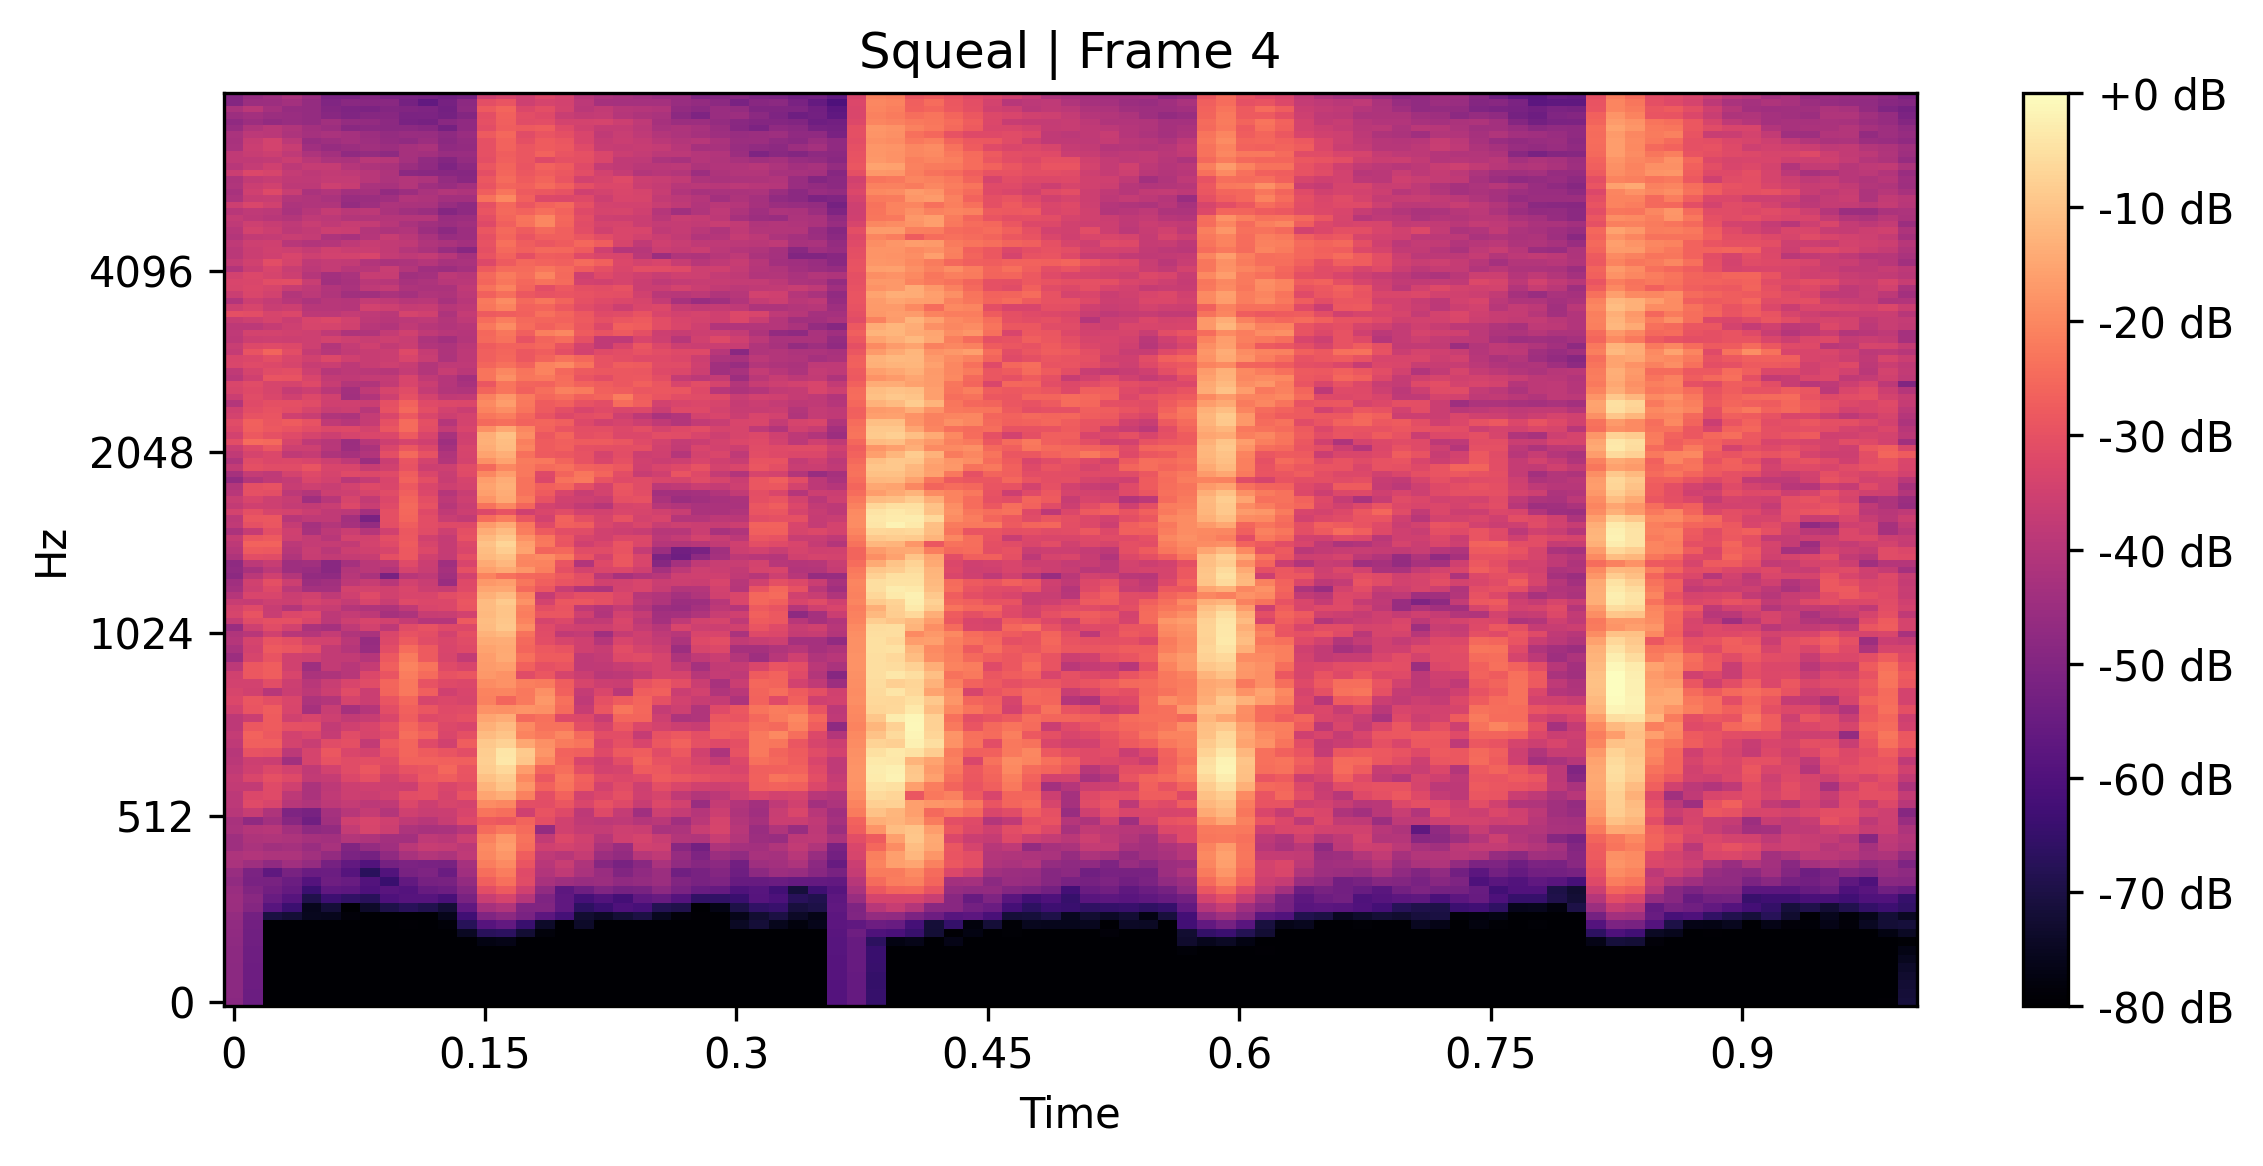 Squeal | Frame 4
+0 dB
-10 dB
-20 dB
-30 dB
-40 dB
-50 dB
-60 dB
-70 dB
-80 dB
Hz
4096
2048
1024
512
0
0 0.15 0.3 0.45 0.6 0.75 0.9
Time